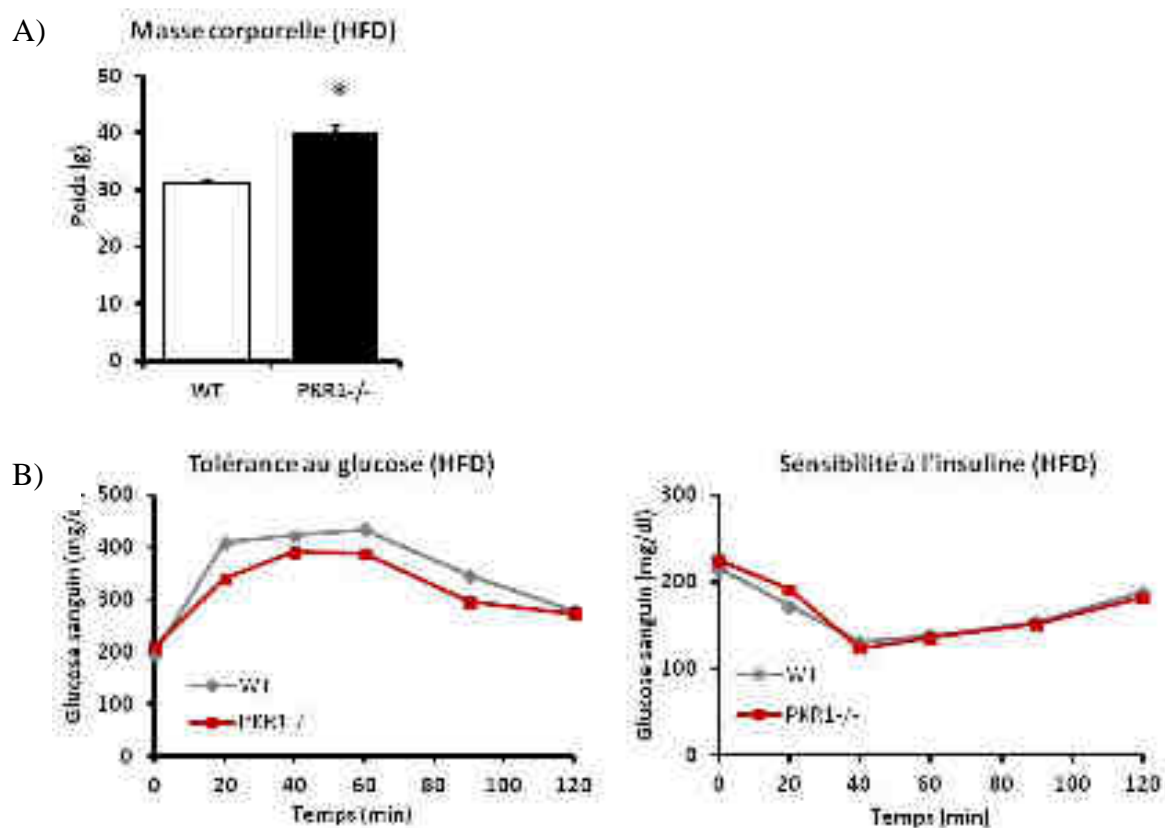 A)
Masse corporelle (HFD)
*
Poids (g)
50
40
30
20
10
0
WT
PKR1-/-
B)
Tolérance au glucose (HFD)
Glucose sanguin (mg/
500
400
300
200
100
0
WT
PKR1-/
0 20 40 60 80 100 120
Temps (min)
Sensibilité à l'insuline (HFD)
Glucose sanguin (mg/dl)
300
200
100
0
WT
PKR1-/-
0 20 40 60 80 100 120
Temps (min)